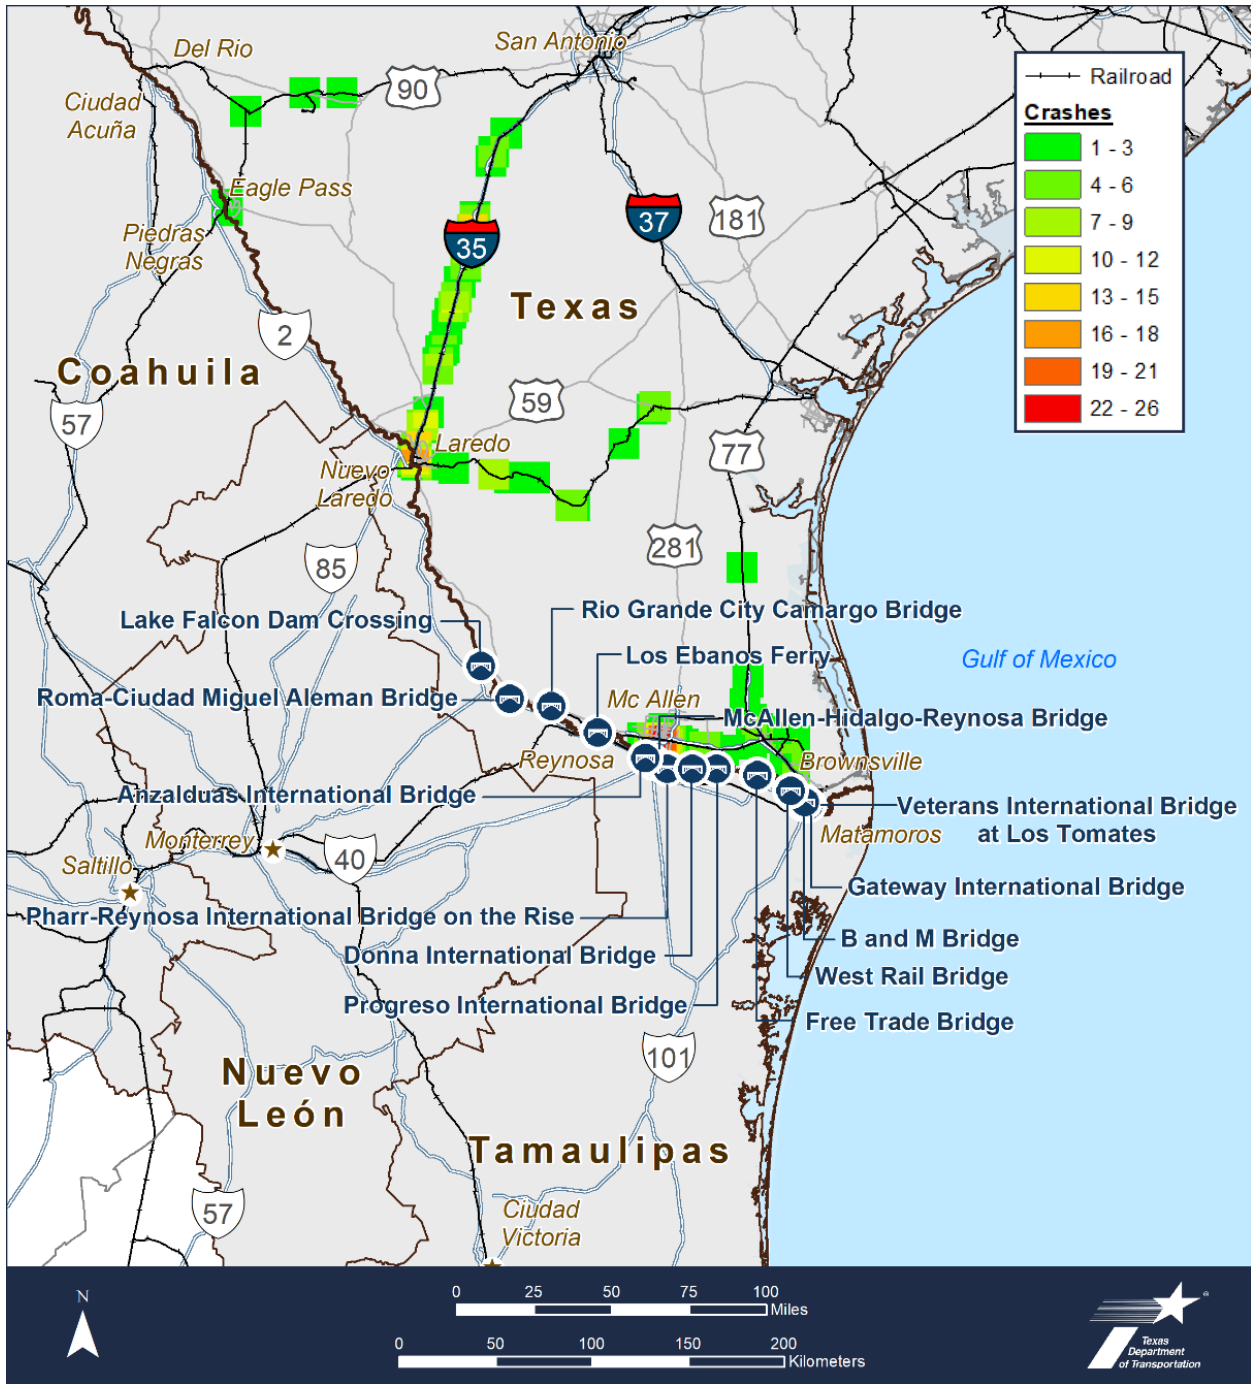 San Antonio
Del Rio
90
Ciudad
Acuña
Eagle Pass
Piedras
Negras
37
181
35
Texas
2
Coahuila
57
59
Laredo
Nuevo
Laredo
77
281
85
Lake Falcon Dam Crossing
Rio Grande City Camargo Bridge
Los Ebanos Ferry
Gulf of Mexico
Roma-Ciudad Miguel Aleman Bridge
Mc Allen
McAllen-Hidalgo-Reynosa Bridge
Reynosa
Brownsville
Anzalduas International Bridge
Veterans International Bridge
at Los Tomates
Matamoros
Monterrey
40
Saltillo
Gateway International Bridge
Pharr-Reynosa International Bridge on the Rise
B and M Bridge
Donna International Bridge
West Rail Bridge
Progreso International Bridge
Free Trade Bridge
101
Nuevo
León
Tamaulipas
57
Ciudad
Victoria
Railroad
Crashes
1 - 3
4 - 6
7 - 9
10 - 12
13 - 15
16 - 18
19 - 21
22 - 26
N
0 25 50 75 100
Miles
0 50 100 150 200
Kilometers
®
Texas
Department
of Transportation